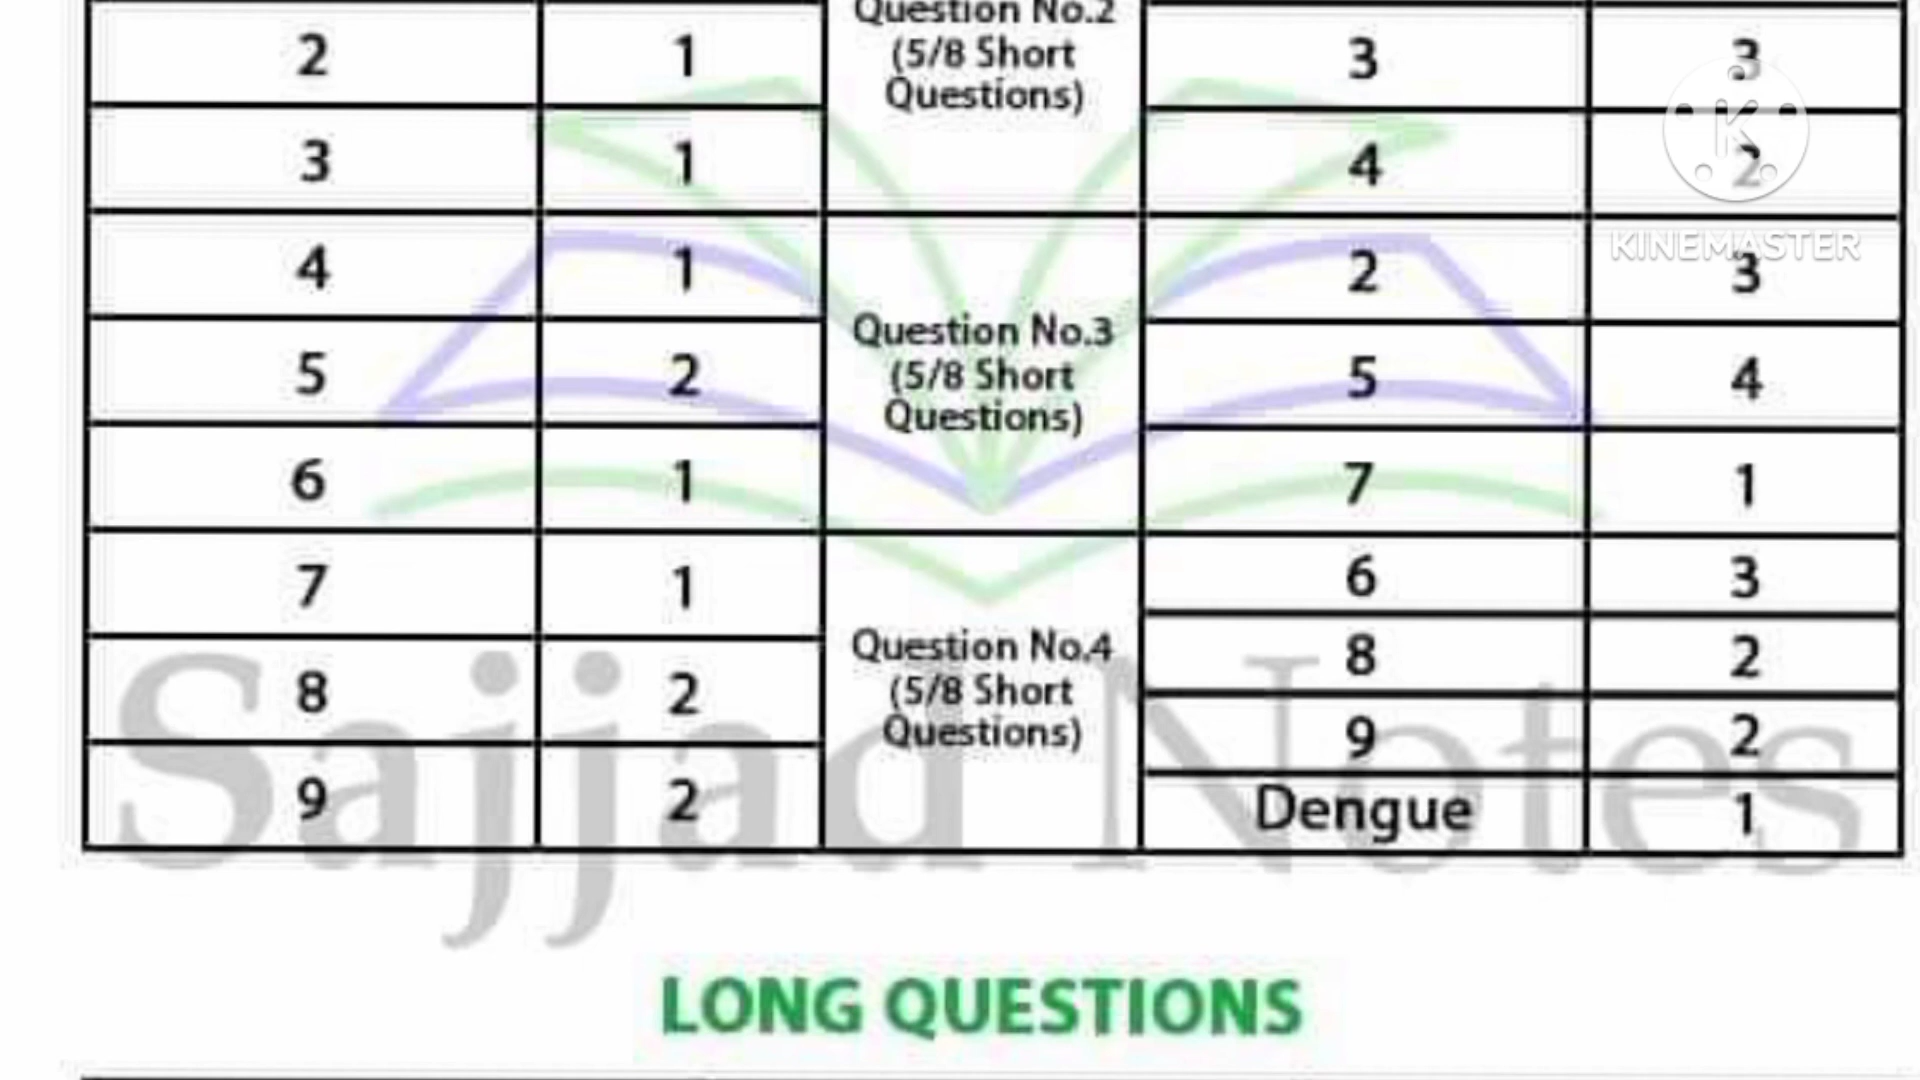 Question No.2
2 1 (5/8 Short Questions) 3 3
3 1 4 2
KINEMASTER
4 1 2 3
Question No.3
5 2 (5/8 Short Questions) 5 4
6 1 7 1
7 1 6 3
Question No.4
8 2 (5/8 Short Questions) 8 2
9 2
9 2 Dengue 1
Sajjad Notes
LONG QUESTIONS